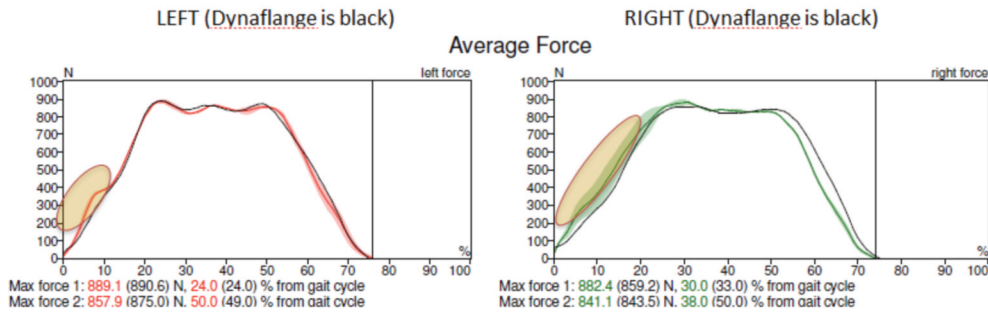 LEFT (Dynaflange is black)
RIGHT (Dynaflange is black)
Average Force
N
left force
1000
900
800
700
600
500
400
300
200
100
0
%
0 10 20 30 40 50 60 70 80 90 100
Max force 1: 889.1 (890.6) N, 24.0 (24.0) % from gait cycle
Max force 2: 857.9 (875.0) N, 50.0 (49.0) % from gait cycle
N
right force
1000
900
800
700
600
500
400
300
200
100
0
%
0 10 20 30 40 50 60 70 80 90 100
Max force 1: 882.4 (859.2) N, 30.0 (33.0) % from gait cycle
Max force 2: 841.1 (843.5) N, 38.0 (50.0) % from gait cycle